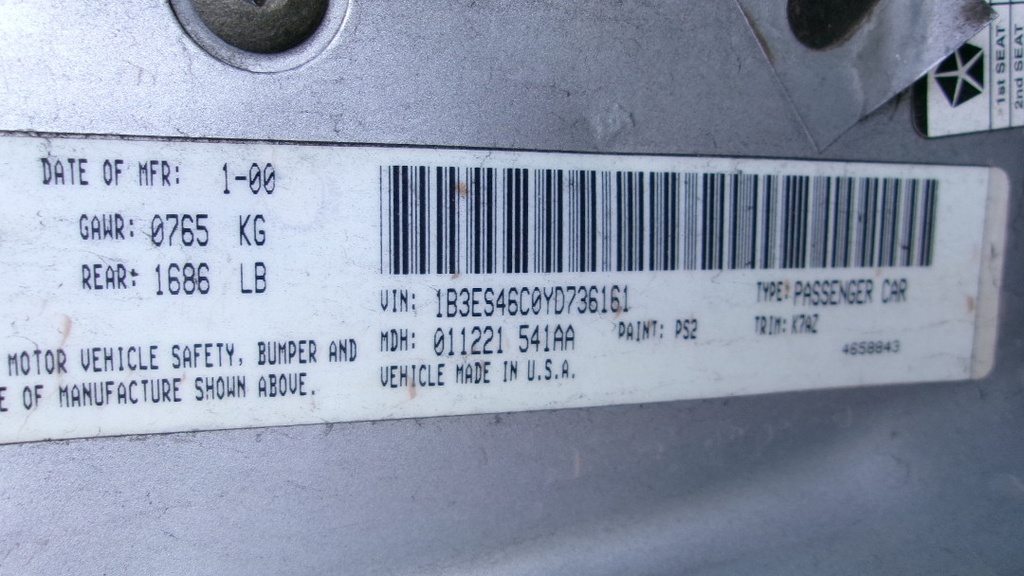 1st SEAT
2nd SEAT
DATE OF MFR: 1-00
GAWR: 0765 KG
REAR: 1686 LB
MOTOR VEHICLE SAFETY, BUMPER AND
E OF MANUFACTURE SHOWN ABOVE.
VIN: 1B3ES46C0YD736161
TYPE: PASSENGER CAR
MDH: 011221 541AA
PAINT: PS2
TRIM: K7AZ
VEHICLE MADE IN U.S.A.
4658843